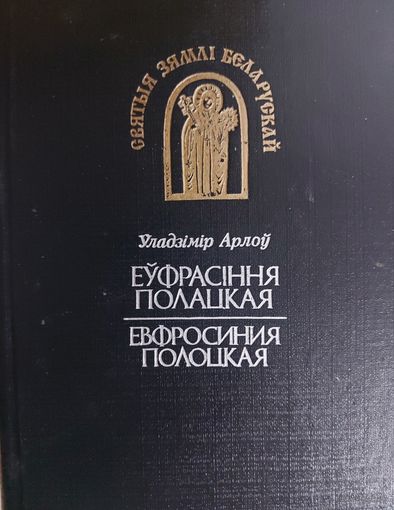 СВЯТЫЯ ЗЯМЛІ БЕЛАРУСКАЙ
Уладзімір Арлоў
ЕЎФРАСІННЯ
ПОЛАЦКАЯ
ЕВФРОСИНИЯ
ПОЛОЦКАЯ